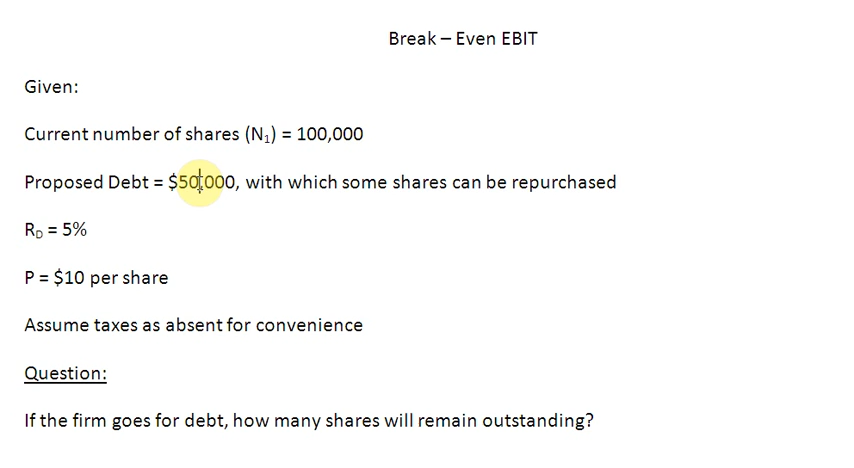 Break – Even EBIT
Given:
Current number of shares (N₁) = 100,000
Proposed Debt = $50,000, with which some shares can be repurchased
R_D = 5%
P = $10 per share
Assume taxes as absent for convenience
Question:
If the firm goes for debt, how many shares will remain outstanding?